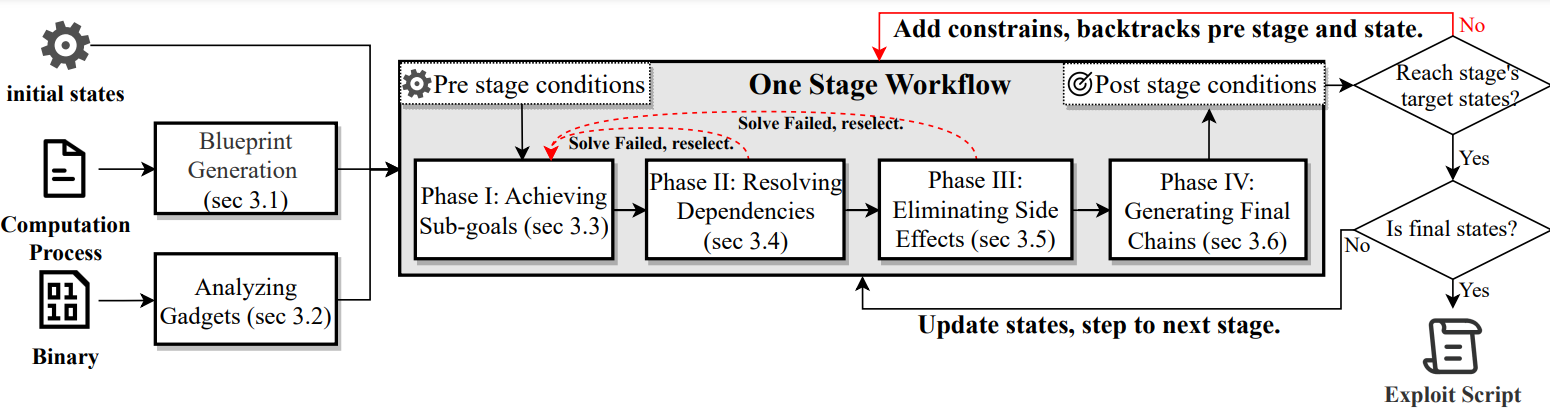 initial states
Computation
Process
0 1
1 0
Binary
Blueprint
Generation
(sec 3.1)
Analyzing
Gadgets (sec 3.2)
Add constrains, backtracks pre stage and state.
Pre stage conditions
One Stage Workflow
Post stage conditions
Solve Failed, reselect.
Solve Failed, reselect.
Phase I: Achieving
Sub-goals (sec 3.3)
Phase II: Resolving
Dependencies
(sec 3.4)
Phase III:
Eliminating Side
Effects (sec 3.5)
Phase IV:
Generating Final
Chains (sec 3.6)
Update states, step to next stage.
No
Reach stage's
target states?
Yes
Is final states?
No
Yes
Exploit Script